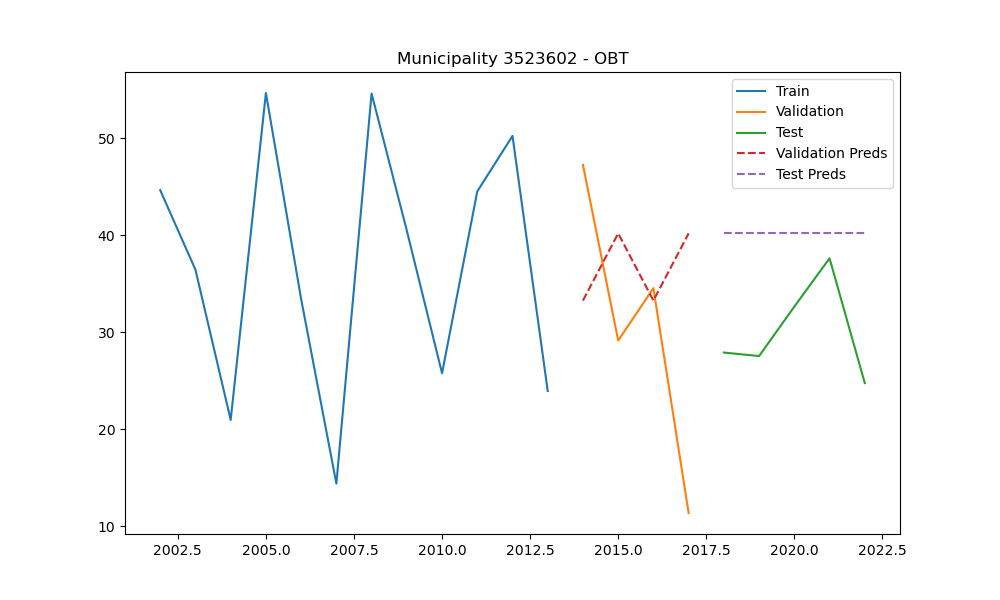 Municipality 3523602 - OBT
Train
Validation
Test
Validation Preds
Test Preds
50
40
30
20
10
2002.5 2005.0 2007.5 2010.0 2012.5 2015.0 2017.5 2020.0 2022.5